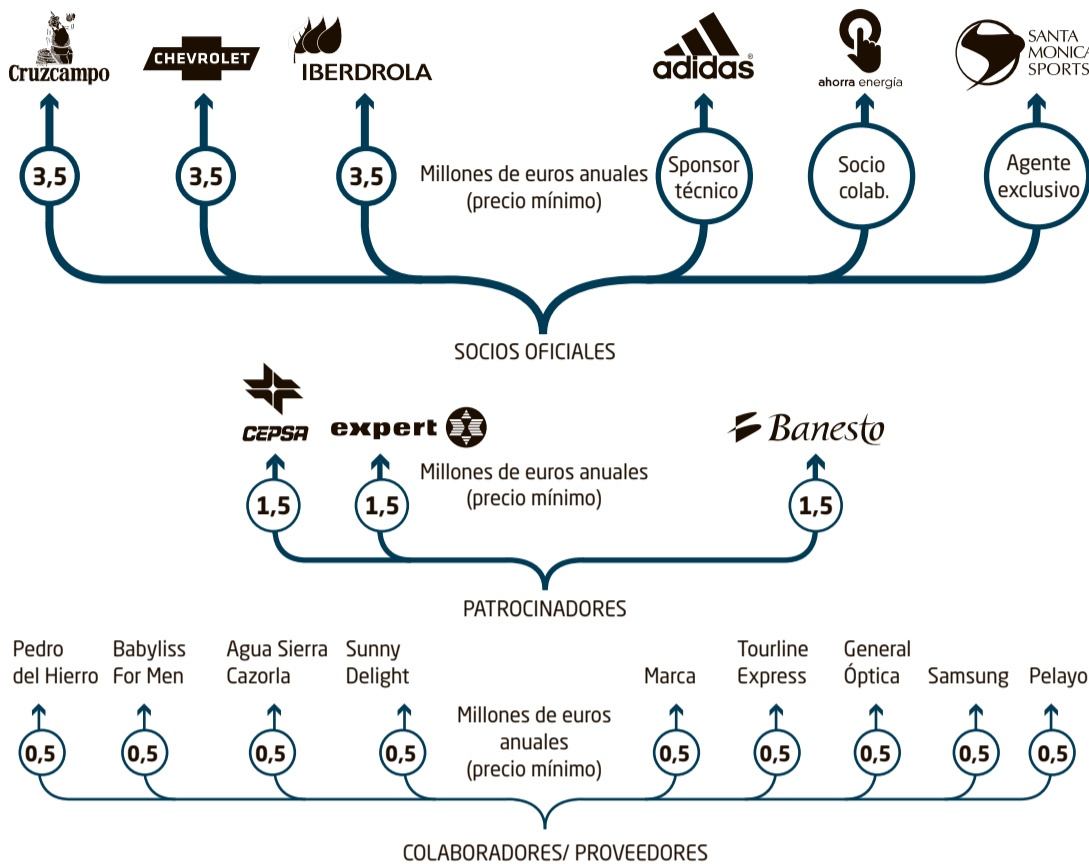 Cruzcampo
CHEVROLET
IBERDROLA
adidas
ahorra energía
SANTA
MONICA
SPORTS
3,5
3,5
3,5
Millones de euros anuales
(precio mínimo)
Sponsor
técnico
Socio
colab.
Agente
exclusivo
SOCIOS OFICIALES
CEPSA
expert
Banesto
Millones de euros anuales
(precio mínimo)
1,5
1,5
1,5
PATROCINADORES
Pedro
del Hierro
Babyliss
For Men
Agua Sierra
Cazorla
Sunny
Delight
Marca
Tourline
Express
General
Óptica
Samsung
Pelayo
Millones de euros
anuales
(precio mínimo)
0,5
0,5
0,5
0,5
0,5
0,5
0,5
0,5
0,5
COLABORADORES/ PROVEEDORES